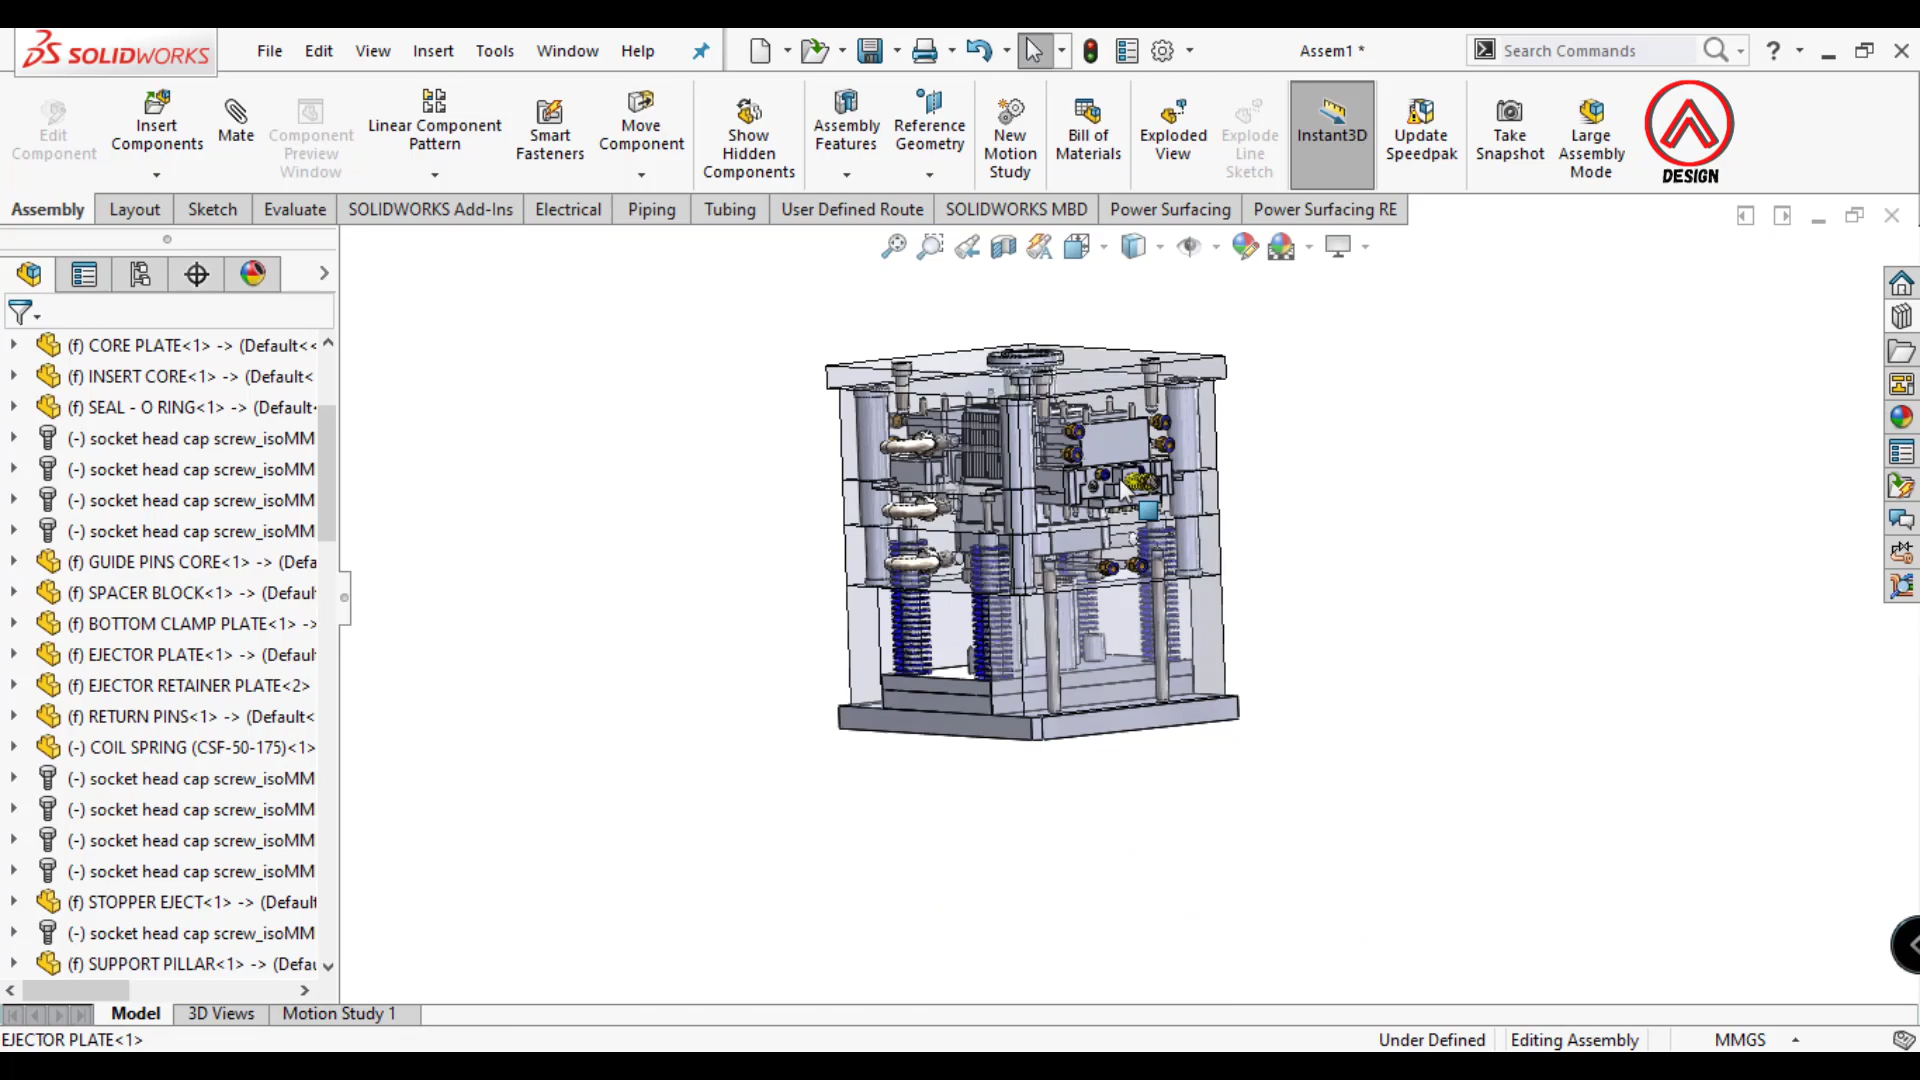 SOLIDWORKS
File Edit View Insert Tools Window Help
Assem1 *
Search Commands
?
Edit Component
Insert Components
Mate
Component Preview Window
Linear Component Pattern
Smart Fasteners
Move Component
Show Hidden Components
Assembly Features
Reference Geometry
New Motion Study
Bill of Materials
Exploded View
Explode Line Sketch
Instant3D
Update Speedpak
Take Snapshot
Large Assembly Mode
DESIGN
Assembly Layout Sketch Evaluate SOLIDWORKS Add-Ins Electrical Piping Tubing User Defined Route SOLIDWORKS MBD Power Surfacing Power Surfacing RE
(f) CORE PLATE<1> -> (Default<<
(f) INSERT CORE<1> -> (Default<
(f) SEAL - O RING<1> -> (Default<
(-) socket head cap screw_isoMM
(-) socket head cap screw_isoMM
(-) socket head cap screw_isoMM
(-) socket head cap screw_isoMM
(f) GUIDE PINS CORE<1> -> (Defa
(f) SPACER BLOCK<1> -> (Default
(f) BOTTOM CLAMP PLATE<1> ->
(f) EJECTOR PLATE<1> -> (Default
(f) EJECTOR RETAINER PLATE<2>
(f) RETURN PINS<1> -> (Default<
(-) COIL SPRING (CSF-50-175)<1>
(-) socket head cap screw_isoMM
(-) socket head cap screw_isoMM
(-) socket head cap screw_isoMM
(-) socket head cap screw_isoMM
(f) STOPPER EJECT<1> -> (Default
(-) socket head cap screw_isoMM
(f) SUPPORT PILLAR<1> -> (Defau
Model 3D Views Motion Study 1
EJECTOR PLATE<1>
Under Defined Editing Assembly MMGS